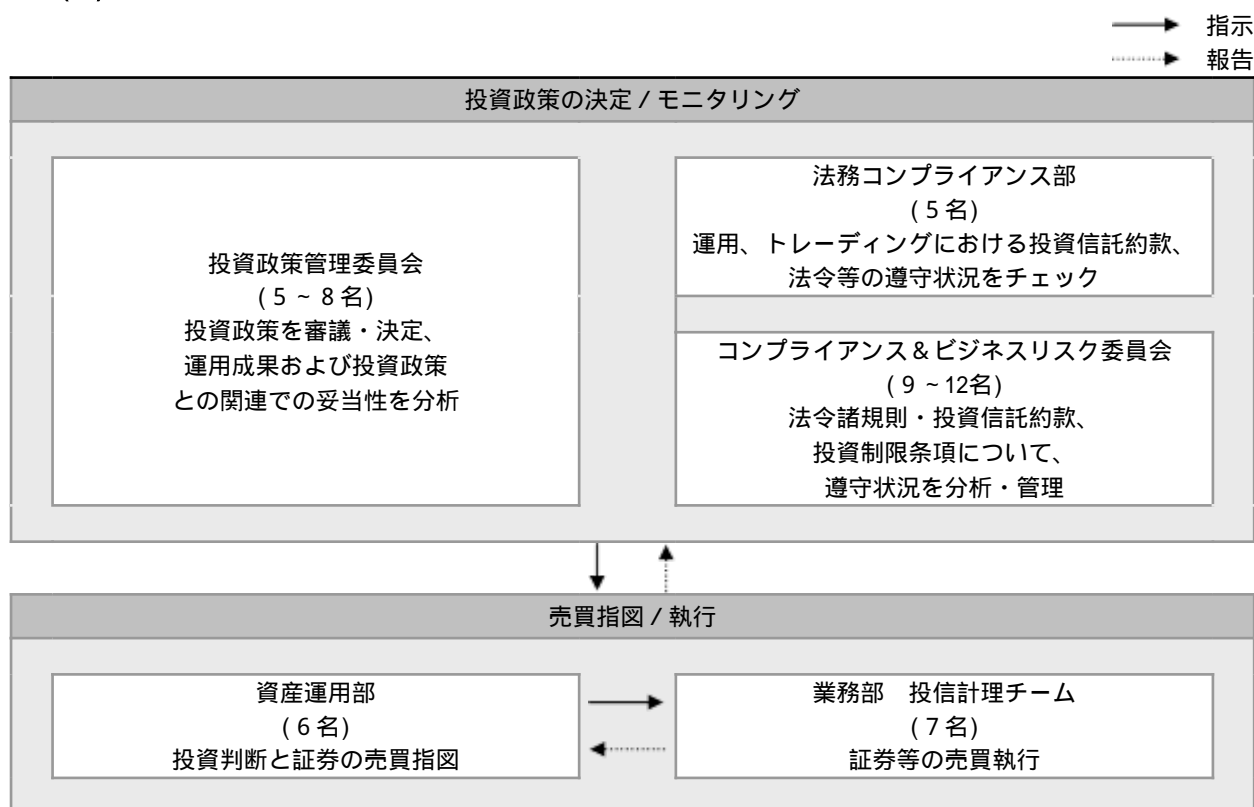 指示
報告
投資政策の決定/モニタリング
投資政策管理委員会
(5~8名)
投資政策を審議・決定、
運用成果および投資政策
との関連での妥当性を分析
法務コンプライアンス部
(5名)
運用、トレーディングにおける投資信託約款、
法令等の遵守状況をチェック
コンプライアンス&ビジネスリスク委員会
(9~12名)
法令諸規則・投資信託約款、
投資制限条項について、
遵守状況を分析・管理
売買指図/執行
資産運用部
(6名)
投資判断と証券の売買指図
業務部 投信計理チーム
(7名)
証券等の売買執行